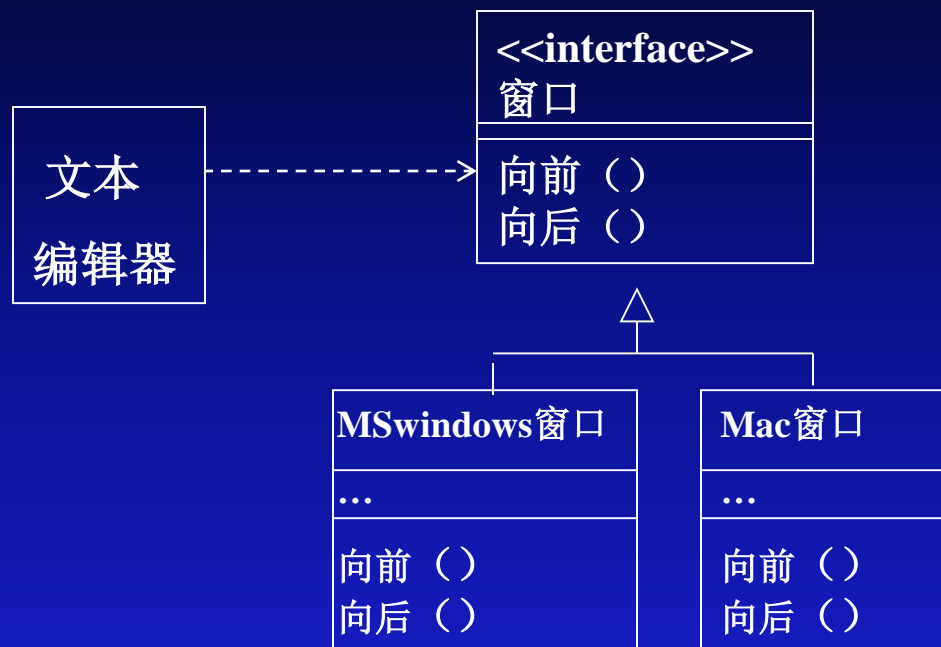 <<interface>>
窗口
向前（）
向后（）
文本
编辑器
MSwindows窗口
…
向前（）
向后（）
Mac窗口
…
向前（）
向后（）